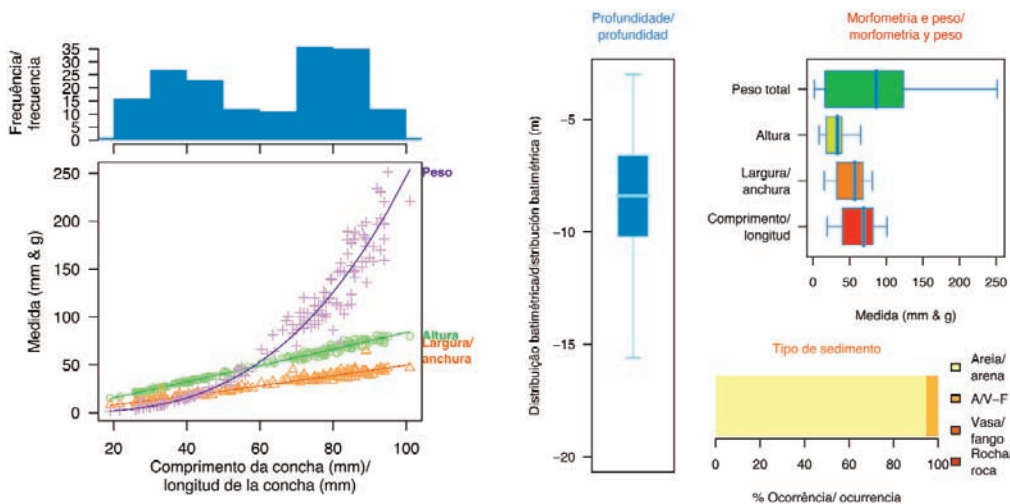 Frequência/
frecuencia
35
25
15
5
0
Medida (mm & g)
250
200
150
100
50
0
Peso
Altura
Largura/
anchura
20
40
60
80
100
Comprimento da concha (mm)/
longitud de la concha (mm)
Profundidade/
profundidad
Distribuição batimétrica/distribución batimétrica (m)
−5
−10
−15
−20
Morfometria e peso/
morfometría y peso
Peso total
Altura
Largura/
anchura
Comprimento/
longitud
0
50
100
150
200
250
Medida (mm & g)
Tipo de sedimento
0
20
40
60
80
100
% Ocorrência/ ocurrencia
Areia/
arena
A/V−F
Vasa/
fango
Rocha/
roca